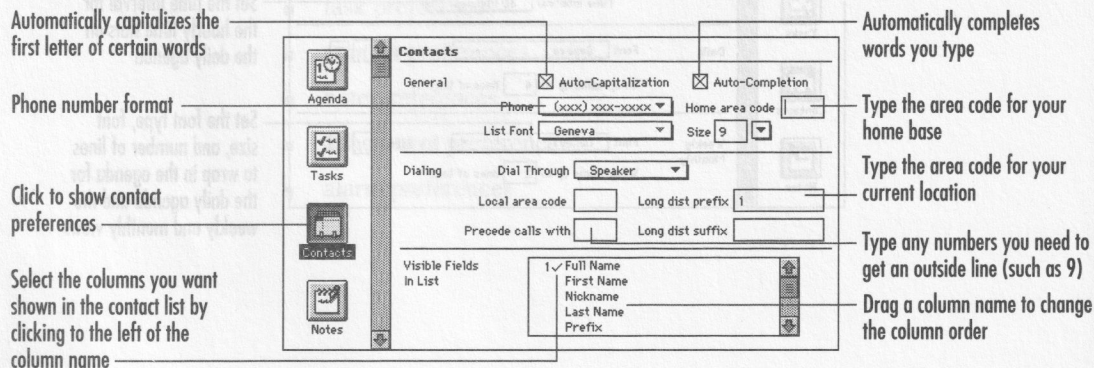 Automatically capitalizes the
first letter of certain words
Phone number format
Click to show contact
preferences
Select the columns you want
shown in the contact list by
clicking to the left of the
column name
Agenda
Tasks
Contacts
Notes
Contacts
General
Auto-Capitalization
Auto-Completion
Phone
(xxx) xxx-xxxx
Home area code
List Font
Geneva
Size
9
Dialing
Dial Through
Speaker
Local area code
Long dist prefix
1
Precede calls with
Long dist suffix
Visible Fields
In List
1 ✓ Full Name
First Name
Nickname
Last Name
Prefix
Automatically completes
words you type
Type the area code for your
home base
Type the area code for your
current location
Type any numbers you need to
get an outside line (such as 9)
Drag a column name to change
the column order